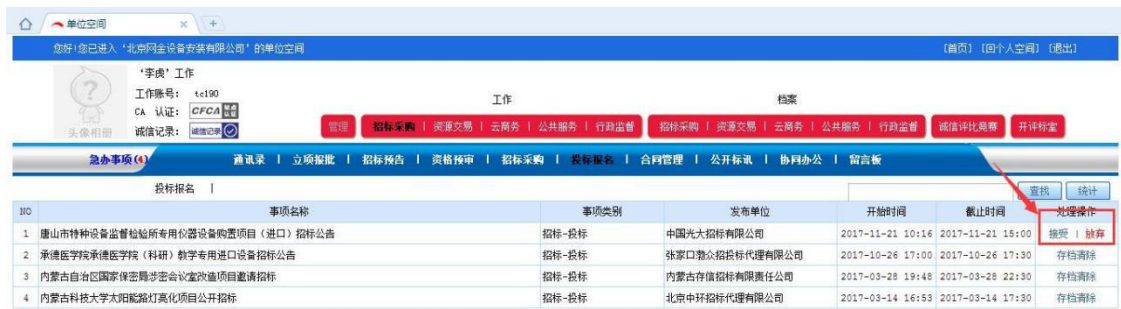 单位空间 × +
您好!您已进入‘北京网金设备安装有限公司’的单位空间 [首页] [回个人空间] [退出]
‘李虎’工作
工作账号: tc190
CA 认证: CFCA
诚信记录: 诚信记录
头像相册
工作 档案
管理 招标采购 | 资源交易 | 云商务 | 公共服务 | 行政监督 招标采购 | 资源交易 | 云商务 | 公共服务 | 行政监督 诚信评比竞赛 开评标室
急办事项(4) 通讯录 | 立项报批 | 招标预告 | 资格预审 | 招标采购 | 投标报名 | 合同管理 | 公开标讯 | 协同办公 | 留言板
投标报名 | 查找 统计
NO 事项名称 事项类别 发布单位 开始时间 截止时间 处理操作
1 唐山市特种设备监督检验所专用仪器设备购置项目(进口)招标公告 招标-投标 中国光大招标有限公司 2017-11-21 10:16 2017-11-21 15:00 接受 | 放弃
2 承德医学院承德医学院(科研)教学专用进口设备招标公告 招标-投标 张家口勃众招投标代理有限公司 2017-10-26 17:00 2017-10-26 17:30 存档清除
3 内蒙古自治区国家保密局涉密会议室改造项目邀请招标 招标-投标 内蒙古存信招标有限责任公司 2017-03-28 19:48 2017-03-28 22:30 存档清除
4 内蒙古科技大学太阳能路灯亮化项目公开招标 招标-投标 北京中环招标代理有限公司 2017-03-14 16:53 2017-03-14 17:30 存档清除